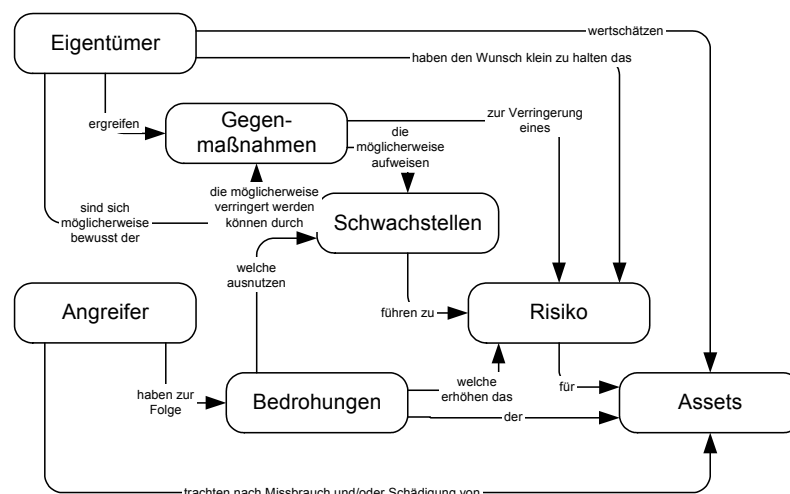 wertschätzen
Eigentümer
haben den Wunsch klein zu halten das
ergreifen
Gegen-
maßnahmen
zur Verringerung
eines
die
möglicherweise
aufweisen
die möglicherweise
verringert werden
können durch
sind sich
möglicherweise
bewusst der
Schwachstellen
welche
ausnutzen
Angreifer
führen zu
Risiko
haben zur
Folge
Bedrohungen
welche
erhöhen das
für
der
Assets
trachten nach Missbrauch und/oder Schädigung von